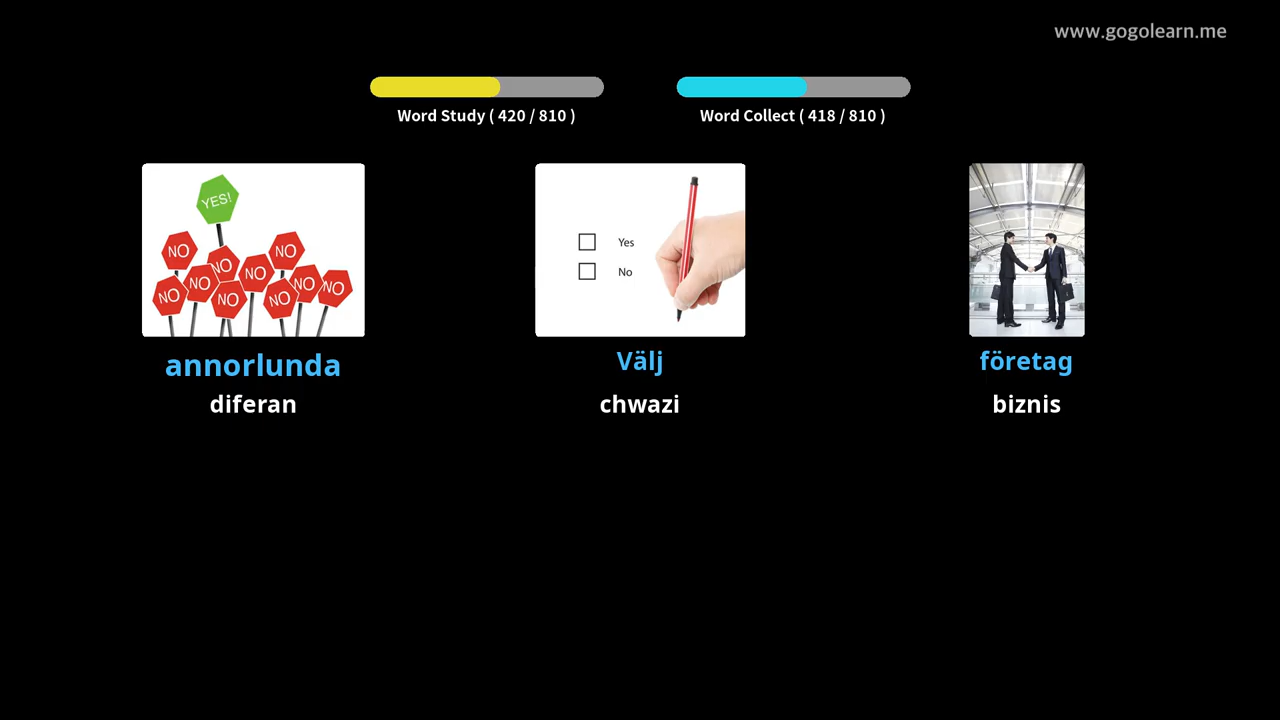 www.gogolearn.me
Word Study ( 420 / 810 )
Word Collect ( 418 / 810 )
YES!
NO
NO
NO
NO
NO
NO
NO
NO
NO
Yes
No
annorlunda
Välj
företag
diferan
chwazi
biznis